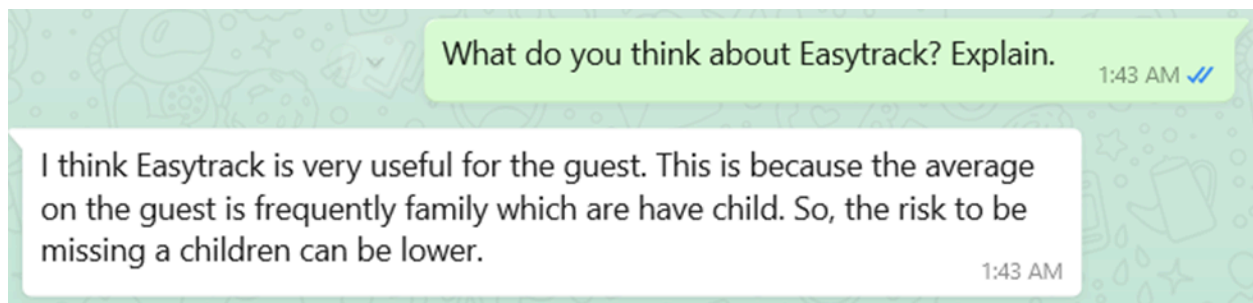 What do you think about Easytrack? Explain.
1:43 AM
I think Easytrack is very useful for the guest. This is because the average
on the guest is frequently family which are have child. So, the risk to be
missing a children can be lower.
1:43 AM